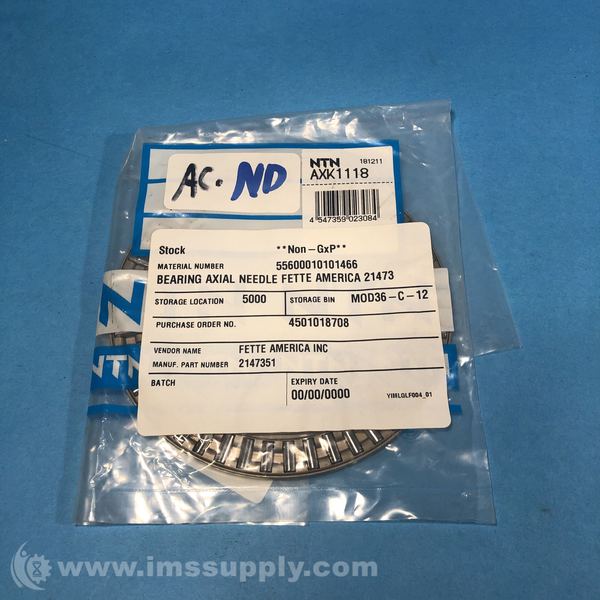 AC. ND
NTN 181211
AXK1118
4 547359 023084
Stock **Non-GxP**
MATERIAL NUMBER 55600010101466
BEARING AXIAL NEEDLE FETTE AMERICA 21473
STORAGE LOCATION 5000 STORAGE BIN MOD36-C-12
PURCHASE ORDER NO. 4501018708
VENDOR NAME FETTE AMERICA INC
MANUF. PART NUMBER 2147351
BATCH EXPIRY DATE
00/00/0000 YIMLGLF004_01
NTN
NTN
www.imssupply.com